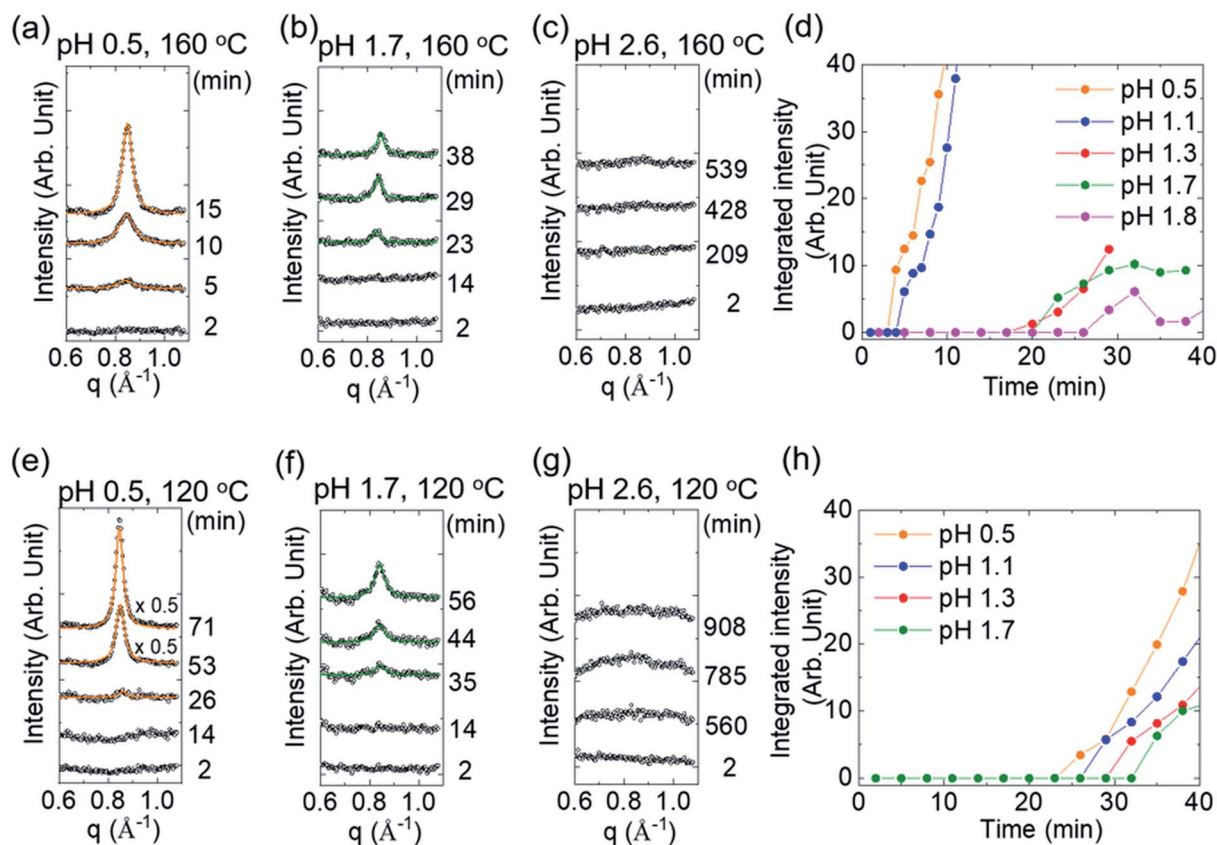 (a)
pH 0.5, 160 °C
(min)
Intensity (Arb. Unit)
15
10
5
2
0.6 0.8 1.0
q (Å⁻¹)
(b)
pH 1.7, 160 °C
(min)
Intensity (Arb. Unit)
38
29
23
14
2
0.6 0.8 1.0
q (Å⁻¹)
(c)
pH 2.6, 160 °C
(min)
Intensity (Arb. Unit)
539
428
209
2
0.6 0.8 1.0
q (Å⁻¹)
(d)
Integrated intensity
(Arb. Unit)
40
30
20
10
0
pH 0.5
pH 1.1
pH 1.3
pH 1.7
pH 1.8
0 10 20 30 40
Time (min)
(e)
pH 0.5, 120 °C
(min)
Intensity (Arb. Unit)
x 0.5
71
x 0.5
53
26
14
2
0.6 0.8 1.0
q (Å⁻¹)
(f)
pH 1.7, 120 °C
(min)
Intensity (Arb. Unit)
56
44
35
14
2
0.6 0.8 1.0
q (Å⁻¹)
(g)
pH 2.6, 120 °C
(min)
Intensity (Arb. Unit)
908
785
560
2
0.6 0.8 1.0
q (Å⁻¹)
(h)
Integrated intensity
(Arb. Unit)
40
30
20
10
0
pH 0.5
pH 1.1
pH 1.3
pH 1.7
0 10 20 30 40
Time (min)